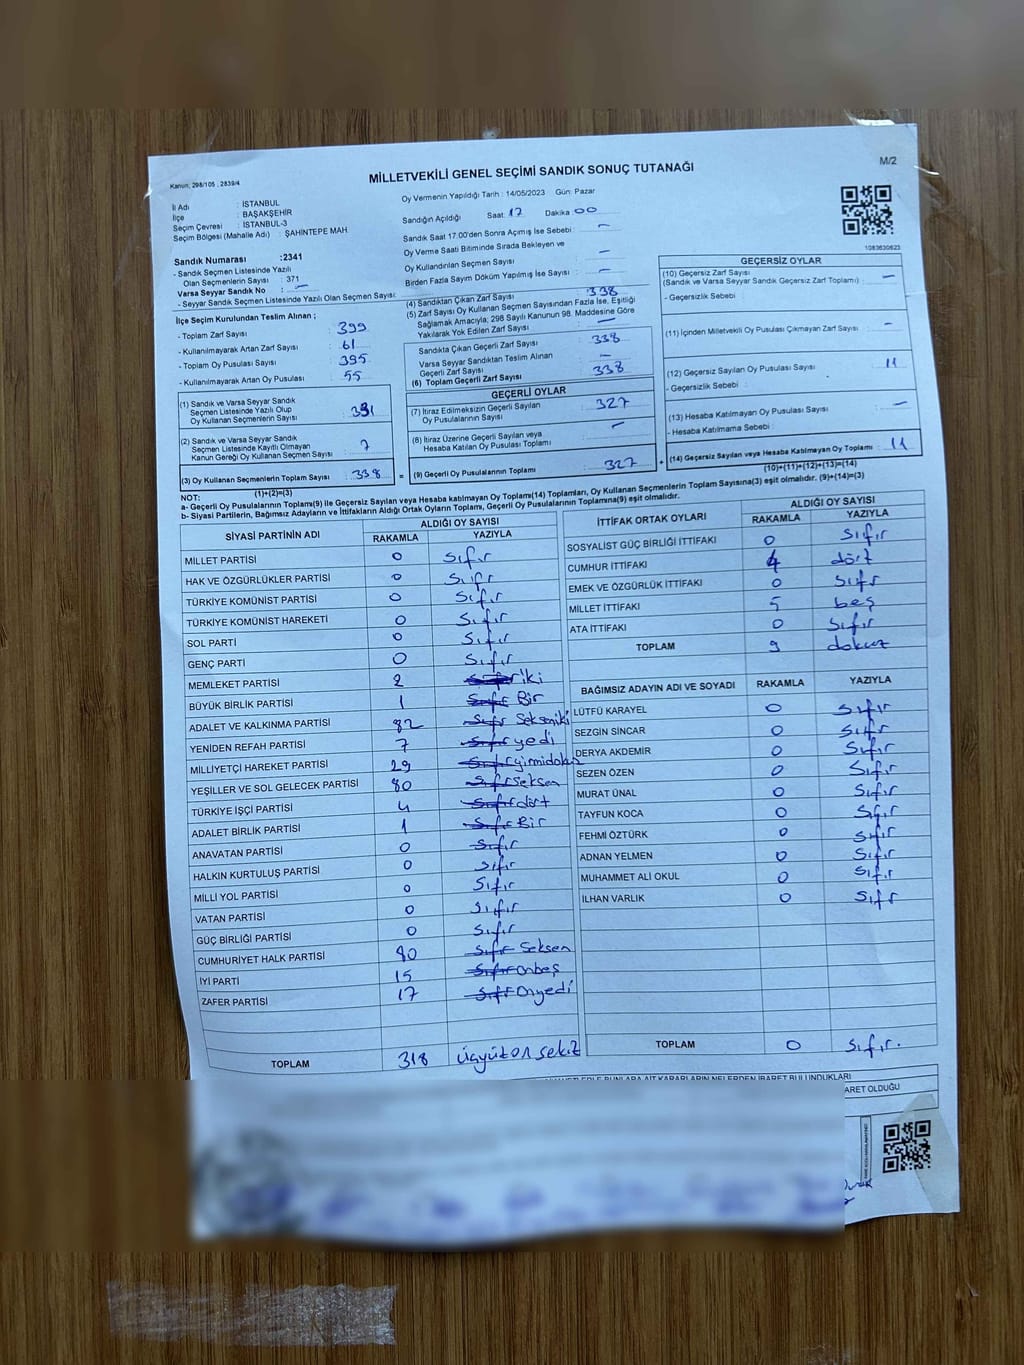 MİLLETVEKİLİ GENEL SEÇİMİ SANDIK SONUÇ TUTANAĞI
M/2
Kanun; 298/105 , 2839/4
İl Adı : İSTANBUL
İlçe : BAŞAKŞEHİR
Seçim Çevresi : İSTANBUL-3
Seçim Bölgesi (Mahalle Adı) : ŞAHİNTEPE MAH.
Sandık Numarası :2341
- Sandık Seçmen Listesinde Yazılı
Olan Seçmenlerin Sayısı : 371
Varsa Seyyar Sandık No : –
- Seyyar Sandık Seçmen Listesinde Yazılı Olan Seçmen Sayısı:
Oy Vermenin Yapıldığı Tarih : 14/05/2023 Gün: Pazar
Sandığın Açıldığı Saat: 17 Dakika 00
Sandık Saat 17:00'den Sonra Açımış İse Sebebi : –
Oy Verme Saati Bitiminde Sırada Bekleyen ve
Oy Kullandırılan Seçmen Sayısı : –
Birden Fazla Sayım Döküm Yapılmış İse Sayısı : –
1083630623
İlçe Seçim Kurulundan Teslim Alınan ;
- Toplam Zarf Sayısı : 399
- Kullanılmayarak Artan Zarf Sayısı : 61
- Toplam Oy Pusulası Sayısı : 395
- Kullanılmayarak Artan Oy Pusulası : 55
(1) Sandık ve Varsa Seyyar Sandık
Seçmen Listesinde Yazılı Olup
Oy Kullanan Seçmenlerin Sayısı : 331
(2) Sandık ve Varsa Seyyar Sandık
Seçmen Listesinde Kayıtlı Olmayan
Kanun Gereği Oy Kullanan Seçmen Sayısı : 7
(3) Oy Kullanan Seçmenlerin Toplam Sayısı : 338
(1)+(2)=(3)
(4) Sandıktan Çıkan Zarf Sayısı : 338
(5) Zarf Sayısı Oy Kullanan Seçmen Sayısından Fazla İse, Eşitliği
Sağlamak Amacıyla; 298 Sayılı Kanunun 98. Maddesine Göre
Yakılarak Yok Edilen Zarf Sayısı : –
Sandıkta Çıkan Geçerli Zarf Sayısı : 338
Varsa Seyyar Sandıktan Teslim Alınan
Geçerli Zarf Sayısı : –
(6) Toplam Geçerli Zarf Sayısı : 338
GEÇERLİ OYLAR
(7) İtiraz Edilmeksizin Geçerli Sayılan
Oy Pusulalarının Sayısı : 327
(8) İtiraz Üzerine Geçerli Sayılan veya
Hesaba Katılan Oy Pusulası Toplamı : –
= (9) Geçerli Oy Pusulalarının Toplamı : 327 +
GEÇERSİZ OYLAR
(10) Geçersiz Zarf Sayısı
(Sandık ve Varsa Seyyar Sandık Geçersiz Zarf Toplamı) : –
- Geçersizlik Sebebi :
(11) İçinden Milletvekili Oy Pusulası Çıkmayan Zarf Sayısı : –
(12) Geçersiz Sayılan Oy Pusulası Sayısı : 11
- Geçersizlik Sebebi :
(13) Hesaba Katılmayan Oy Pusulası Sayısı : –
- Hesaba Katılmama Sebebi :
(14) Geçersiz Sayılan veya Hesaba Katılmayan Oy Toplamı : 11
(10)+(11)+(12)+(13)=(14)
NOT:
a- Geçerli Oy Pusulalarının Toplamı(9) ile Geçersiz Sayılan veya Hesaba katılmayan Oy Toplamı(14) Toplamları, Oy Kullanan Seçmenlerin Toplam Sayısına(3) eşit olmalıdır. (9)+(14)=(3)
b- Siyasi Partilerin, Bağımsız Adayların ve İttifakların Aldığı Ortak Oyların Toplamı, Geçerli Oy Pusulalarının Toplamına(9) eşit olmalıdır.
SİYASİ PARTİNİN ADI ALDIĞI OY SAYISI
RAKAMLA YAZIYLA
MİLLET PARTİSİ 0 sıfır
HAK VE ÖZGÜRLÜKLER PARTİSİ 0 sıfır
TÜRKİYE KOMÜNİST PARTİSİ 0 sıfır
TÜRKİYE KOMÜNİST HAREKETİ 0 sıfır
SOL PARTİ 0 sıfır
GENÇ PARTİ 0 sıfır
MEMLEKET PARTİSİ 2 sıfır iki
BÜYÜK BİRLİK PARTİSİ 1 sıfır Bir
ADALET VE KALKINMA PARTİSİ 82 sıfır Sekseniki
YENİDEN REFAH PARTİSİ 7 sıfır yedi
MİLLİYETÇİ HAREKET PARTİSİ 29 sıfır yirmidokuz
YEŞİLLER VE SOL GELECEK PARTİSİ 80 sıfır seksen
TÜRKİYE İŞÇİ PARTİSİ 4 sıfır dört
ADALET BİRLİK PARTİSİ 1 sıfır Bir
ANAVATAN PARTİSİ 0 sıfır
HALKIN KURTULUŞ PARTİSİ 0 sıfır
MİLLİ YOL PARTİSİ 0 sıfır
VATAN PARTİSİ 0 sıfır
GÜÇ BİRLİĞİ PARTİSİ 0 sıfır
CUMHURİYET HALK PARTİSİ 80 sıfır Seksen
İYİ PARTİ 15 sıfır onbeş
ZAFER PARTİSİ 17 sıfır Onyedi
TOPLAM 318 üçyüzonsekiz
İTTİFAK ORTAK OYLARI ALDIĞI OY SAYISI
RAKAMLA YAZIYLA
SOSYALİST GÜÇ BİRLİĞİ İTTİFAKI 0 sıfır
CUMHUR İTTİFAKI 4 dört
EMEK VE ÖZGÜRLÜK İTTİFAKI 0 sıfır
MİLLET İTTİFAKI 5 beş
ATA İTTİFAKI 0 sıfır
TOPLAM 9 dokuz
BAĞIMSIZ ADAYIN ADI VE SOYADI RAKAMLA YAZIYLA
LÜTFÜ KARAYEL 0 sıfır
SEZGİN SİNCAR 0 sıfır
DERYA AKDEMİR 0 sıfır
SEZEN ÖZEN 0 sıfır
MURAT ÜNAL 0 sıfır
TAYFUN KOCA 0 sıfır
FEHMİ ÖZTÜRK 0 sıfır
ADNAN YELMEN 0 sıfır
MUHAMMET ALİ OKUL 0 sıfır
İLHAN VARLIK 0 sıfır
TOPLAM 0 sıfır.
BUNLARA AİT KARARLARIN NELERDEN İBARET BULUNDUKLARI
ARET OLDUĞU